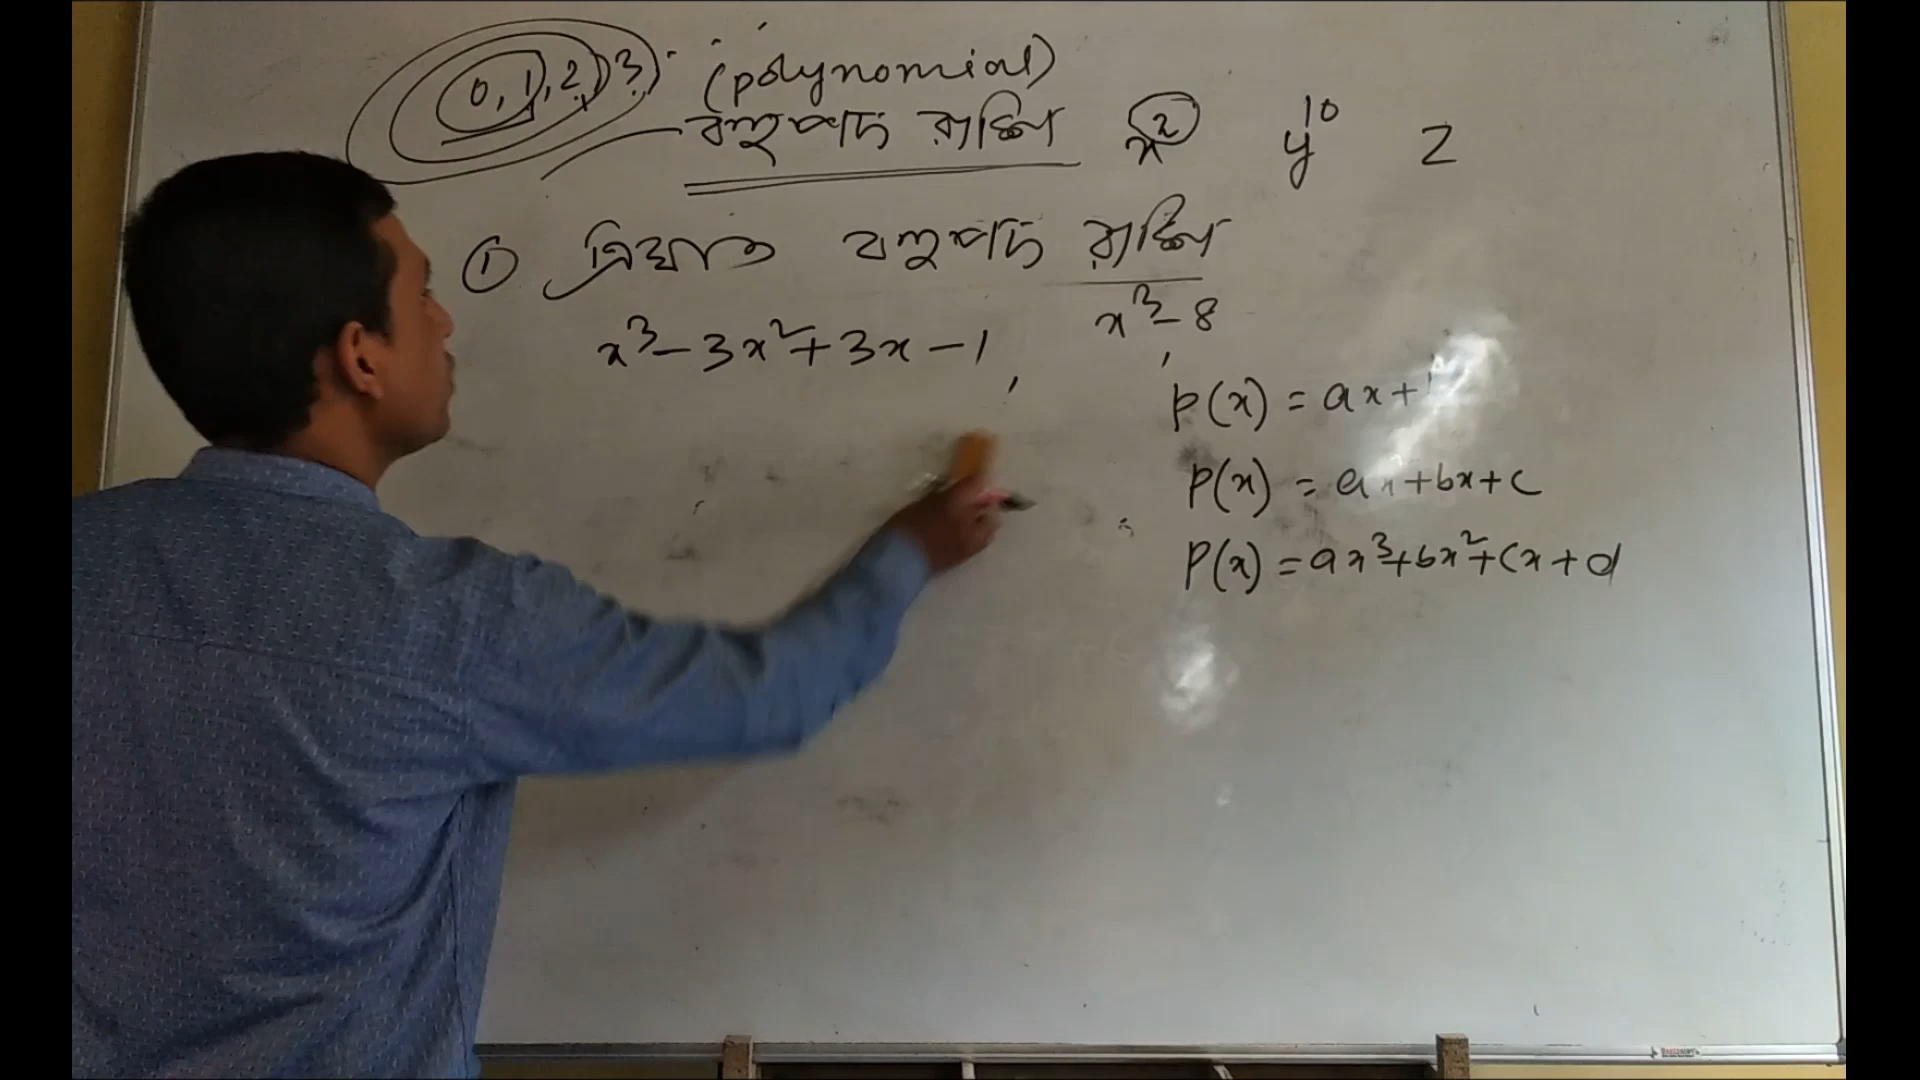 0, 1, 2, 3, (polynomial)
বহুপদ রাশি x² y¹⁰ z
① ত্রিঘাত বহুপদ রাশি
x³ - 8
x³ - 3x² + 3x - 1 , ,
p(x) = ax +
P(x) = ax + bx + c
P(x) = ax³ + bx² + cx + d